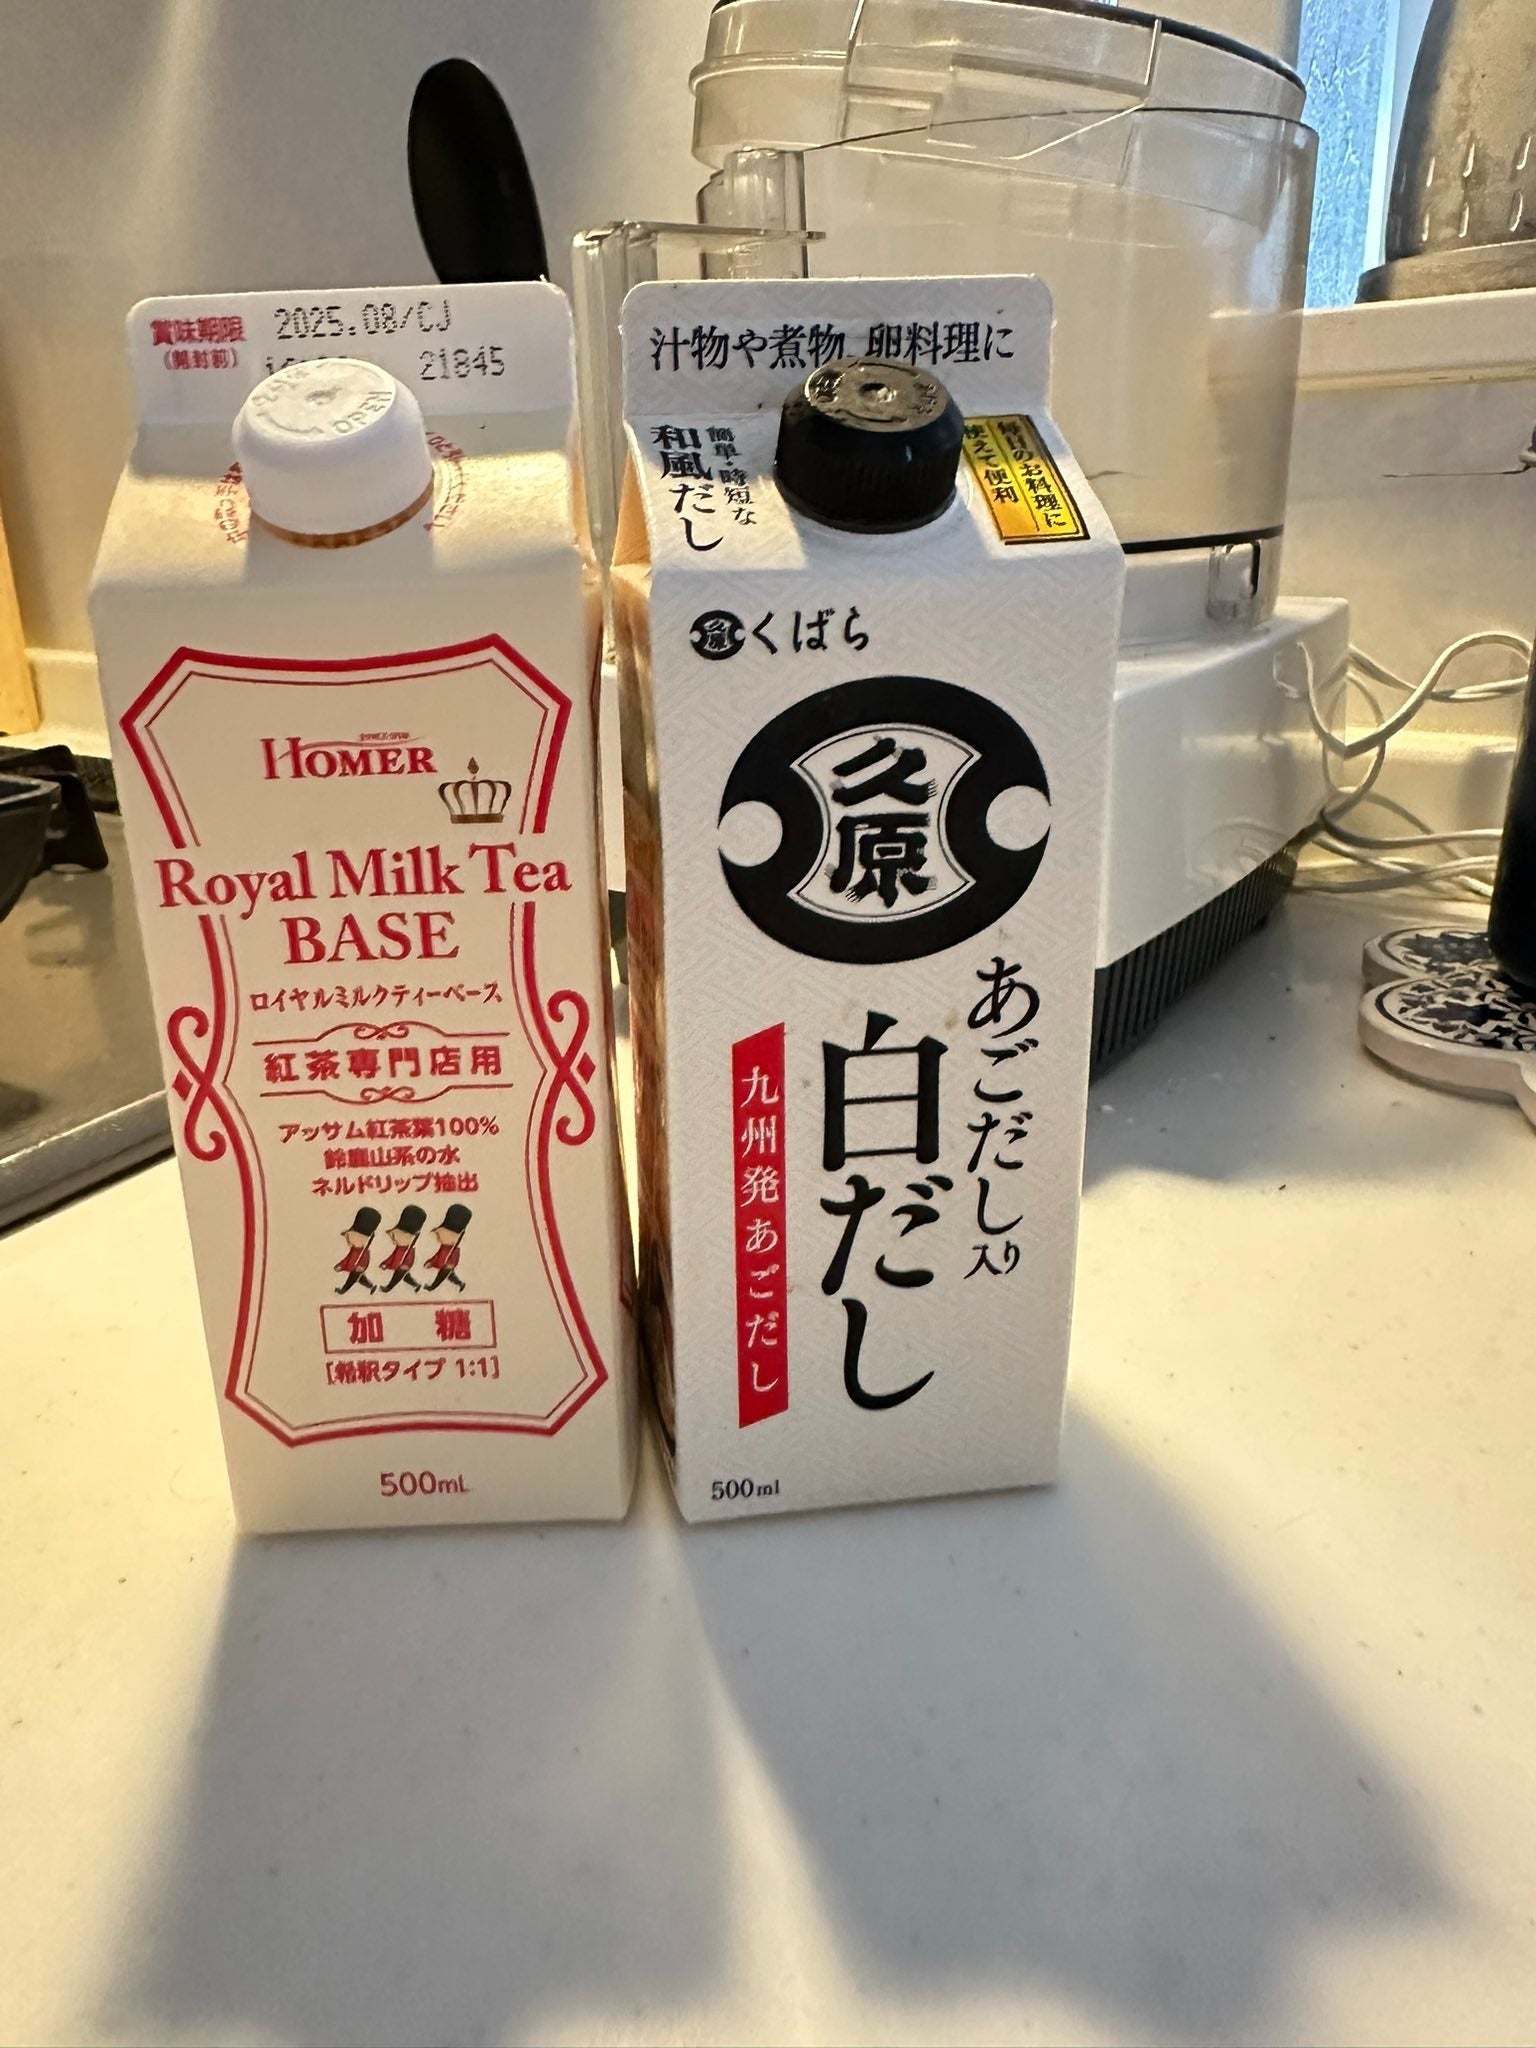 賞味期限
(開封前)
2025.08/CJ
21845
OPEN
HOMER
Royal Milk Tea
BASE
ロイヤルミルクティーベース
紅茶専門店用
アッサム紅茶葉100%
鈴鹿山系の水
ネルドリップ抽出
加糖
[希釈タイプ 1:1]
500mL
汁物や煮物、卵料理に
簡単・時短な
和風だし
毎日のお料理に
使えて便利
久原
くばら
久原
あごだし入り
白だし
九州発あごだし
500ml